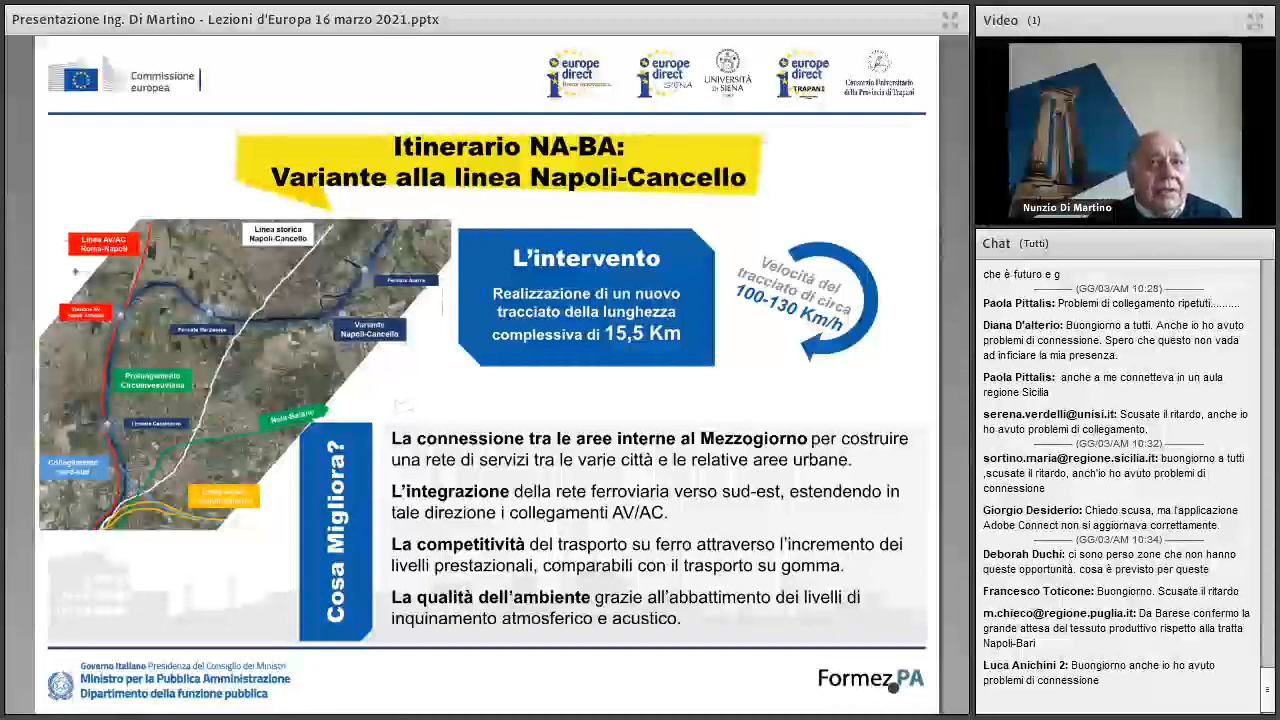 Presentazione Ing. Di Martino - Lezioni d'Europa 16 marzo 2021.pptx
Commissione
europea
europe
direct
europe
direct
SIENA
UNIVERSITÀ
DI SIENA
europe
direct
TRAPANI
Consorzio Universitario
della Provincia di Trapani
Itinerario NA-BA:
Variante alla linea Napoli-Cancello
Linea AV/AC
Roma-Napoli
Linea storica
Napoli-Cancello
Variante
Napoli-Cancello
Prolungamento
Circumvesuviana
Nola-Baiano
L'intervento
Realizzazione di un nuovo
tracciato della lunghezza
complessiva di 15,5 Km
Velocità del
tracciato di circa
100-130 Km/h
Cosa Migliora?
La connessione tra le aree interne al Mezzogiorno per costruire
una rete di servizi tra le varie città e le relative aree urbane.
L'integrazione della rete ferroviaria verso sud-est, estendendo in
tale direzione i collegamenti AV/AC.
La competitività del trasporto su ferro attraverso l'incremento dei
livelli prestazionali, comparabili con il trasporto su gomma.
La qualità dell'ambiente grazie all'abbattimento dei livelli di
inquinamento atmosferico e acustico.
Governo Italiano Presidenza del Consiglio dei Ministri
Ministro per la Pubblica Amministrazione
Dipartimento della funzione pubblica
Formez PA
Video (1)
Nunzio Di Martino
Chat (Tutti)
che è futuro e g
(GG/03/AM 10:28)
Paola Pittalis: Problemi di collegamento ripetuti..
Diana D'alterio: Buongiorno a tutti. Anche io ho avuto
problemi di connessione. Spero che questo non vada
ad inficiare la mia presenza.
Paola Pittalis: anche a me connetteva in un aula
regione Sicilia
serena.verdelli@unisi.it: Scusate il ritardo, anche io
ho avuto problemi di collegamento.
(GG/03/AM 10:32)
sortino.maria@regione.sicilia.it: buongiorno a tutti
,scusate il ritardo, anch'io ho avuto problemi di
connessione
Giorgio Desiderio: Chiedo scusa, ma l'applicazione
Adobe Connect non si aggiornava correttamente.
(GG/03/AM 10:34)
Deborah Duchi: ci sono perso zone che non hanno
queste opportunità. cosa è previsto per queste
Francesco Toticone: Buongiorno. Scusate il ritardo
m.chieco@regione.puglia.it: Da Barese confermo la
grande attesa del tessuto produttivo rispetto alla tratta
Napoli-Bari
Luca Anichini 2: Buongiorno anche io ho avuto
problemi di connessione